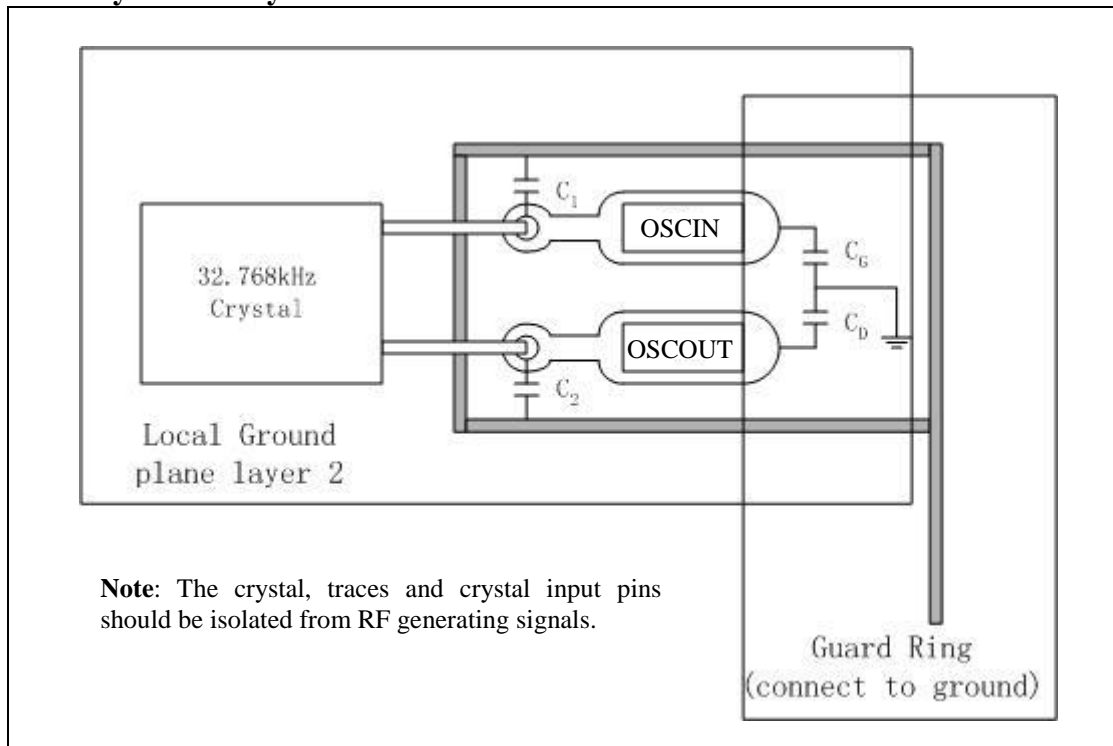 C1
OSCIN
32.768kHz
Crystal
CG
OSCOUT
CD
C2
Local Ground
plane layer 2
Note: The crystal, traces and crystal input pins
should be isolated from RF generating signals.
Guard Ring
(connect to ground)